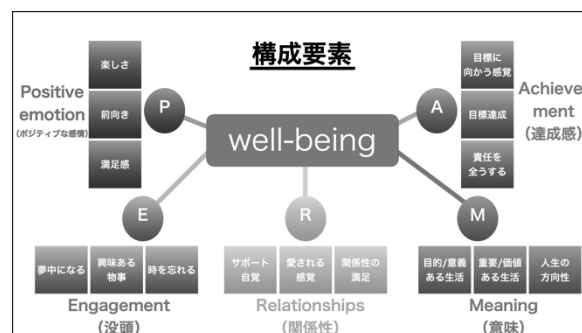 構成要素
楽しさ
前向き
満足感
Positive
emotion
(ポジティブな感情)
P
well-being
A
目標に
向かう感覚
目標達成
責任を
全うする
Achieve
ment
(達成感)
E
夢中になる
興味ある
物事
時を忘れる
Engagement
(没頭)
R
サポート
自覚
愛される
感覚
関係性の
満足
Relationships
(関係性)
M
目的/意義
ある生活
重要/価値
ある生活
人生の
方向性
Meaning
(意味)